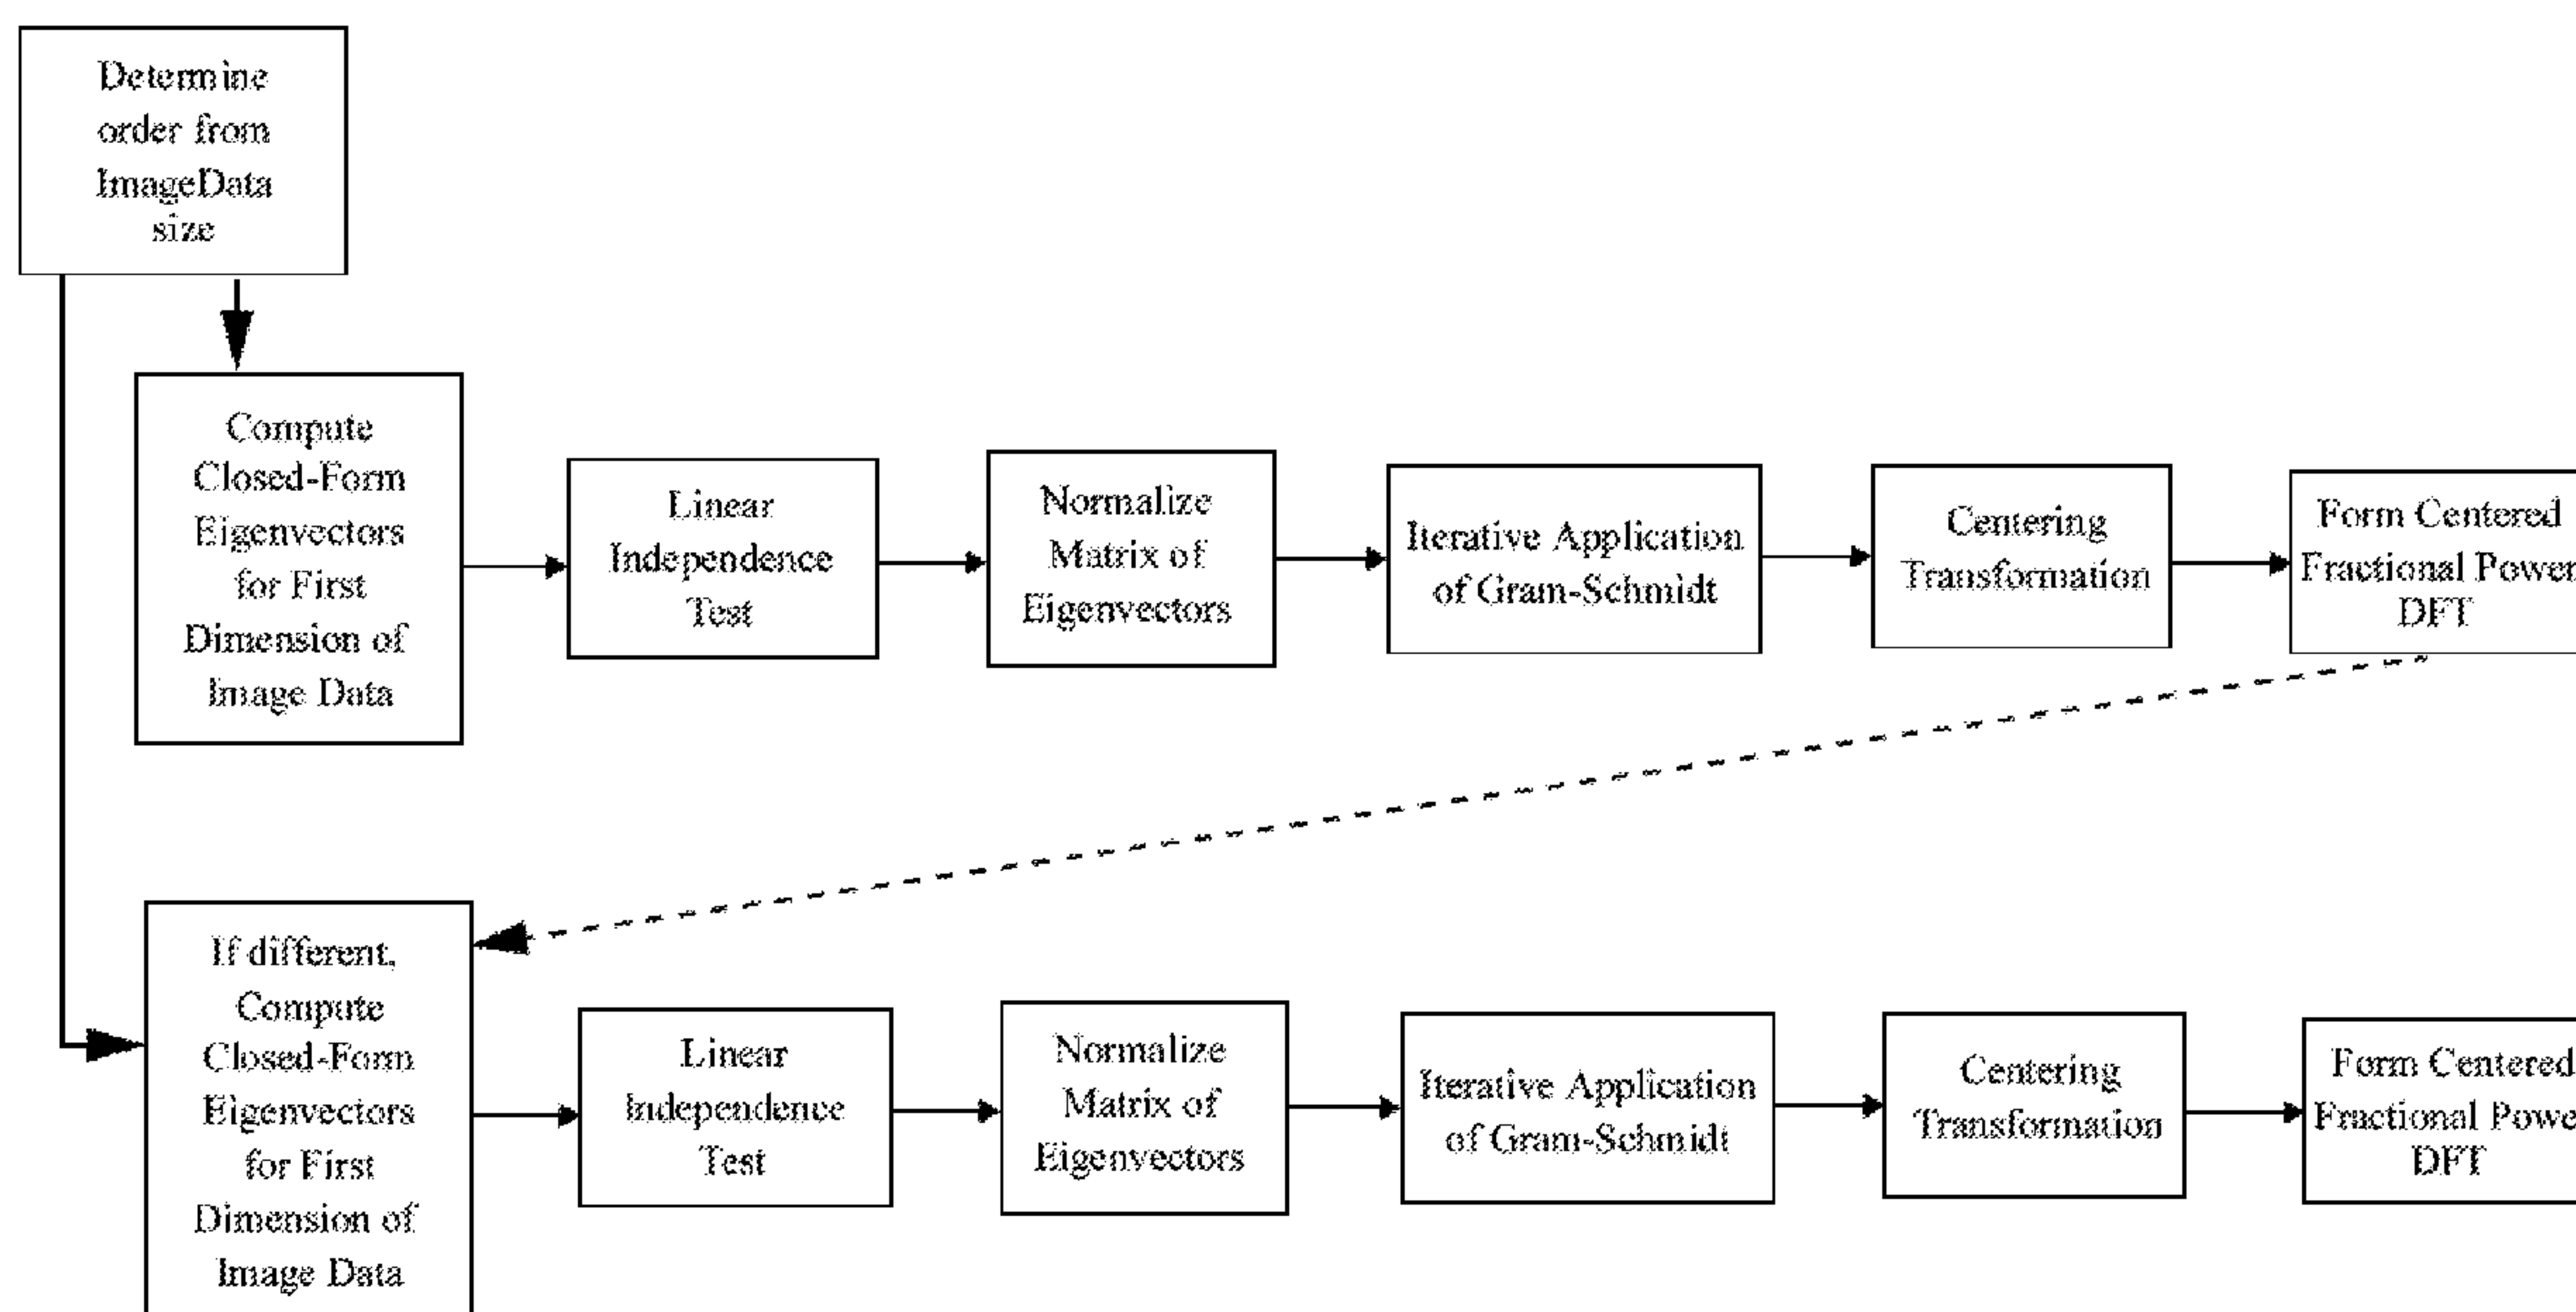 Determine
order from
ImageData
size
Compute
Closed-Form
Eigenvectors
for First
Dimension of
Image Data
Linear
Independence
Test
Normalize
Matrix of
Eigenvectors
Iterative Application
of Gram-Schmidt
Centering
Transformation
Form Centered
Fractional Power
DFT
If different,
Compute
Closed-Form
Eigenvectors
for First
Dimension of
Image Data
Linear
Independence
Test
Normalize
Matrix of
Eigenvectors
Iterative Application
of Gram-Schmidt
Centering
Transformation
Form Centered
Fractional Powe
DFT